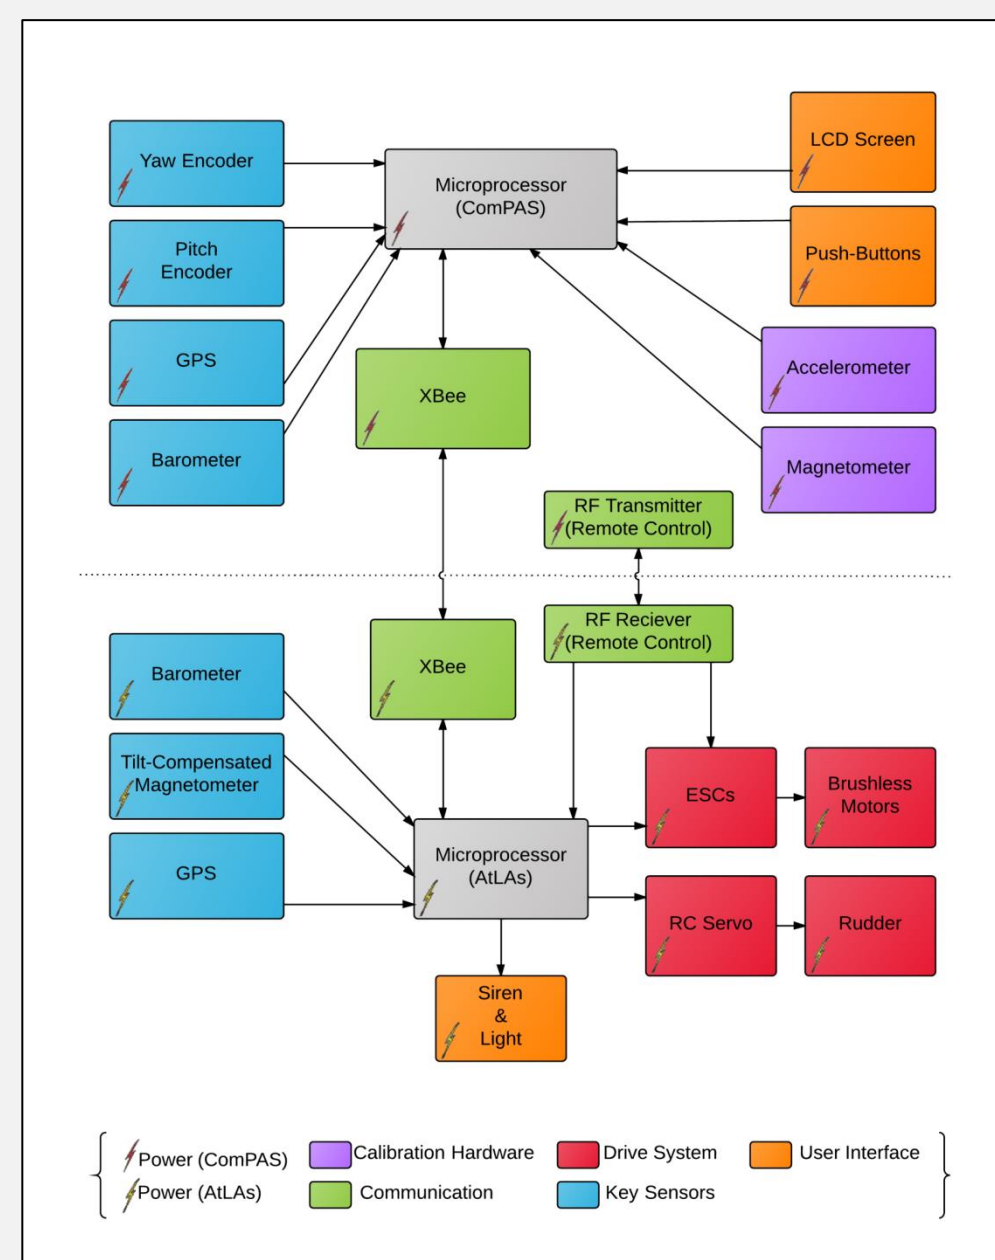 Yaw Encoder
Pitch
Encoder
GPS
Barometer
Microprocessor
(ComPAS)
XBee
LCD Screen
Push-Buttons
Accelerometer
Magnetometer
RF Transmitter
(Remote Control)
RF Reciever
(Remote Control)
Barometer
Tilt-Compensated
Magnetometer
GPS
XBee
Microprocessor
(AtLAs)
ESCs
Brushless
Motors
RC Servo
Rudder
Siren
&
Light
Power (ComPAS)
Power (AtLAs)
Calibration Hardware
Communication
Drive System
Key Sensors
User Interface